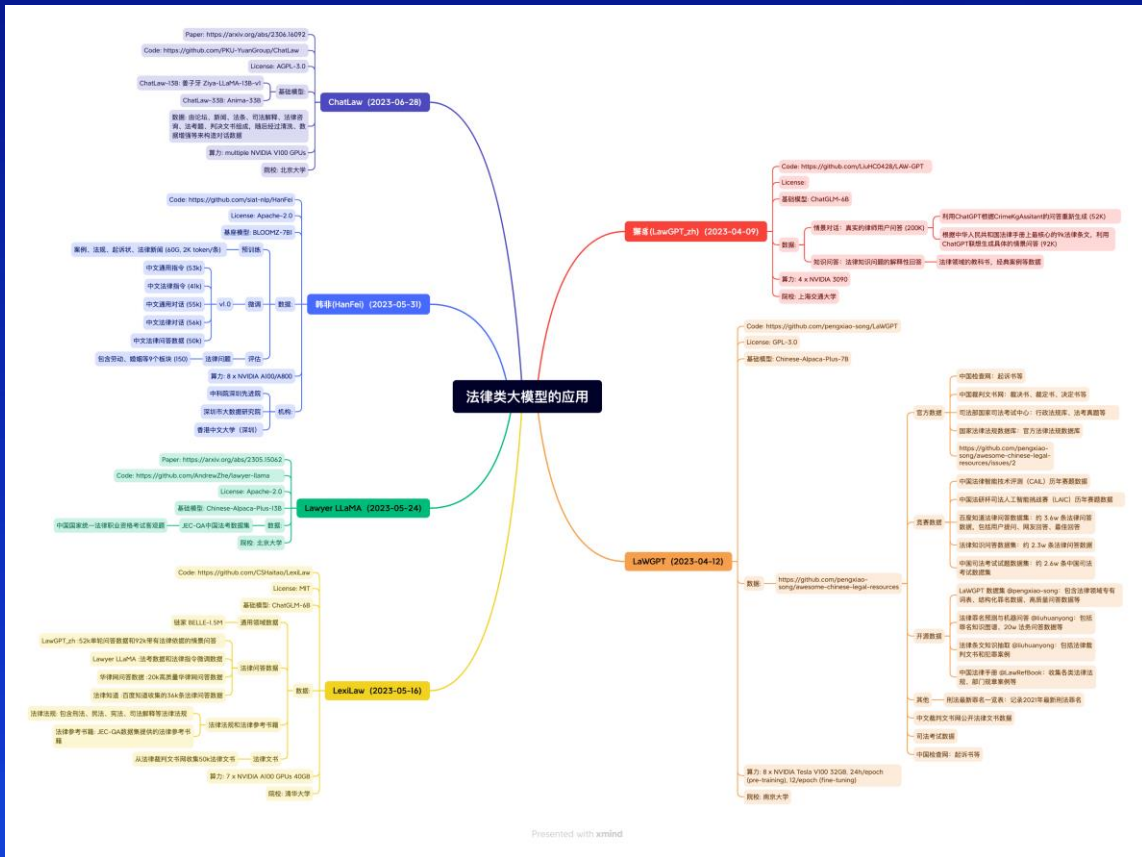 法律类大模型的应用
ChatLaw (2023-06-28)
Paper: https://arxiv.org/abs/2306.16092
Code: https://github.com/PKU-YuanGroup/ChatLaw
License: AGPL-3.0
基础模型:
ChatLaw-13B: 姜子牙 Ziya-LLaMA-13B-v1
ChatLaw-33B: Anima-33B
数据: 由论坛、新闻、法条、司法解释、法律咨
询、法考题、判决文书组成，随后经过清洗、数
据增强等来构造对话数据
算力: multiple NVIDIA V100 GPUs
院校: 北京大学
韩非(HanFei) (2023-05-31)
Code: https://github.com/siat-nlp/HanFei
License: Apache-2.0
基座模型: BLOOMZ-7B1
数据:
预训练
案例、法规、起诉状、法律新闻 (60G, 2K token/条)
微调
v1.0
中文通用指令 (53k)
中文法律指令 (41k)
中文通用对话 (55k)
中文法律对话 (56k)
中文法律问答数据 (50k)
评估
法律问题
包含劳动、婚姻等9个板块 (150)
算力: 8 x NVIDIA A100/A800
机构:
中科院深圳先进院
深圳市大数据研究院
香港中文大学（深圳）
Lawyer LLaMA (2023-05-24)
Paper: https://arxiv.org/abs/2305.15062
Code: https://github.com/AndrewZhe/lawyer-llama
License: Apache-2.0
基础模型: Chinese-Alpaca-Plus-13B
数据
JEC-QA中国法考数据集
中国国家统一法律职业资格考试客观题
院校: 北京大学
LexiLaw (2023-05-16)
Code: https://github.com/CSHaitao/LexiLaw
License: MIT
基础模型: ChatGLM-6B
数据:
通用领域数据
链家 BELLE-1.5M
法律问答数据
LawGPT_zh :52k单轮问答数据和92k带有法律依据的情景问答
Lawyer LLaMA :法考数据和法律指令微调数据
华律网问答数据 :20k高质量华律网问答数据
法律知道 :百度知道收集的36k条法律问答数据
法律法规和法律参考书籍
法律法规: 包含刑法、民法、宪法、司法解释等法律法规
法律参考书籍: JEC-QA数据集提供的法律参考书
籍
法律文书
从法律裁判文书网收集50k法律文书
算力: 7 x NVIDIA A100 GPUs 40GB
院校: 清华大学
(LawGPT_zh) (2023-04-09)
Code: https://github.com/LiuHC0428/LAW-GPT
License:
基础模型: ChatGLM-6B
数据:
情景对话：真实的律师用户问答 (200K)
利用ChatGPT根据CrimeKgAssitant的问答重新生成 (52K)
根据中华人民共和国法律手册上最核心的9k法律条文，利用
ChatGPT联想生成具体的情景问答 (92K)
知识问答：法律知识问题的解释性回答
法律领域的教科书、经典案例等数据
算力: 4 x NVIDIA 3090
院校: 上海交通大学
LaWGPT (2023-04-12)
Code: https://github.com/pengxiao-song/LaWGPT
License: GPL-3.0
基础模型: Chinese-Alpaca-Plus-7B
数据:
https://github.com/pengxiao-
song/awesome-chinese-legal-resources
官方数据
中国检查网：起诉书等
中国裁判文书网：裁决书、裁定书、决定书等
司法部国家司法考试中心：行政法规库、法考真题等
国家法律法规数据库：官方法律法规数据库
https://github.com/pengxiao-
song/awesome-chinese-legal-
resources/issues/2
竞赛数据
中国法律智能技术评测（CAIL）历年赛题数据
中国法研杯司法人工智能挑战赛（LAIC）历年赛题数据
百度知道法律问答数据集：约 3.6w 条法律问答
数据，包括用户提问、网友回答、最佳回答
法律知识问答数据集：约 2.3w 条法律问答数据
中国司法考试试题数据集：约 2.6w 条中国司法
考试数据集
开源数据
LaWGPT 数据集 @pengxiao-song：包含法律领域专有
词表、结构化罪名数据、高质量问答数据等
法律罪名预测与机器问答 @liuhuanyong：包括
罪名知识图谱、20w 法务问答数据等
法律条文知识抽取 @liuhuanyong：包括法律裁
判文书和犯罪案例
中国法律手册 @LawRefBook：收集各类法律法
规、部门规章案例等
其他
刑法最新罪名一览表：记录2021年最新刑法罪名
中文裁判文书网公开法律文书数据
司法考试数据
中国检查网：起诉书等
算力: 8 x NVIDIA Tesla V100 32GB, 24h/epoch
(pre-training), 12/epoch (fine-tuning)
院校: 南京大学
Presented with xmind